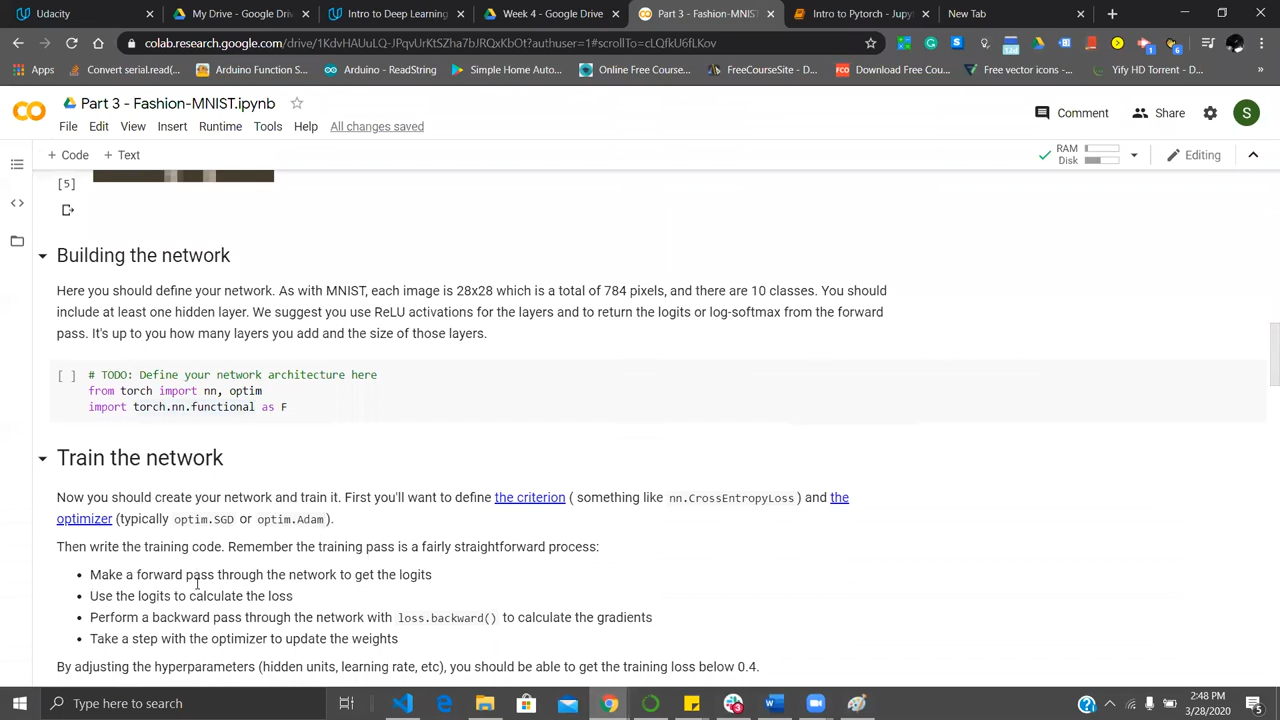 Udacity
My Drive - Google Drive
Intro to Deep Learning
Week 4 - Google Drive
Part 3 - Fashion-MNIST
Intro to Pytorch - Jupy
New Tab
colab.research.google.com/drive/1KdvHAUuLQ-JPqvUrKtSZha7bJRQxKbOt?authuser=1#scrollTo=cLQfkU6fLKov
Apps
Convert serial.read(...
Arduino Function S...
Arduino - ReadString
Simple Home Auto...
Online Free Course...
FreeCourseSite - D...
Download Free Cou...
Free vector icons -...
Yify HD Torrent - D...
»
Part 3 - Fashion-MNIST.ipynb
Comment
Share
S
File Edit View Insert Runtime Tools Help All changes saved
+ Code + Text
RAM
Disk
Editing
[5]
Building the network
Here you should define your network. As with MNIST, each image is 28x28 which is a total of 784 pixels, and there are 10 classes. You should
include at least one hidden layer. We suggest you use ReLU activations for the layers and to return the logits or log-softmax from the forward
pass. It's up to you how many layers you add and the size of those layers.
[ ] # TODO: Define your network architecture here
from torch import nn, optim
import torch.nn.functional as F
Train the network
Now you should create your network and train it. First you'll want to define the criterion ( something like nn.CrossEntropyLoss ) and the
optimizer (typically optim.SGD or optim.Adam ).
Then write the training code. Remember the training pass is a fairly straightforward process:
• Make a forward pass through the network to get the logits
• Use the logits to calculate the loss
• Perform a backward pass through the network with loss.backward() to calculate the gradients
• Take a step with the optimizer to update the weights
By adjusting the hyperparameters (hidden units, learning rate, etc), you should be able to get the training loss below 0.4.
Type here to search
2:48 PM
3/28/2020